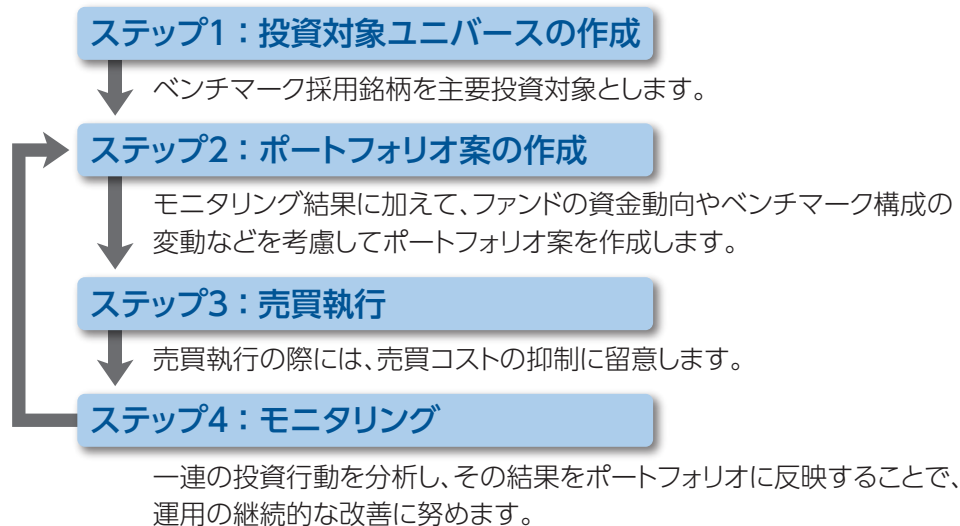 ステップ1：投資対象ユニバースの作成
ベンチマーク採用銘柄を主要投資対象とします。
ステップ2：ポートフォリオ案の作成
モニタリング結果に加えて、ファンドの資金動向やベンチマーク構成の
変動などを考慮してポートフォリオ案を作成します。
ステップ3：売買執行
売買執行の際には、売買コストの抑制に留意します。
ステップ4：モニタリング
一連の投資行動を分析し、その結果をポートフォリオに反映することで、
運用の継続的な改善に努めます。